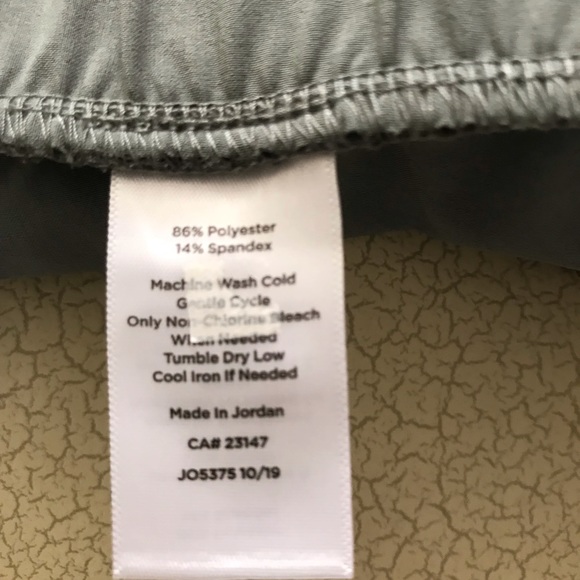 86% Polyester
14% Spandex
Machine Wash Cold
Gentle Cycle
Only Non-Chlorine Bleach
When Needed
Tumble Dry Low
Cool Iron If Needed
Made In Jordan
CA# 23147
JO5375 10/19